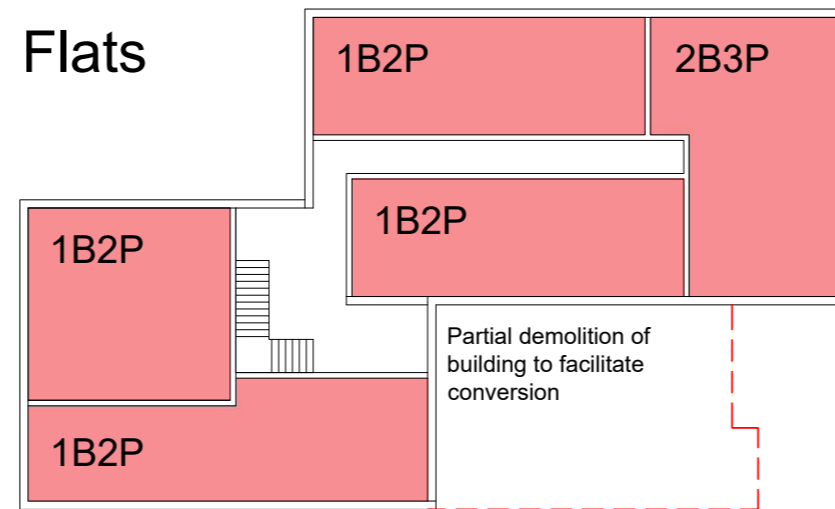 Flats
1B2P
2B3P
1B2P
1B2P
Partial demolition of
building to facilitate
conversion
1B2P